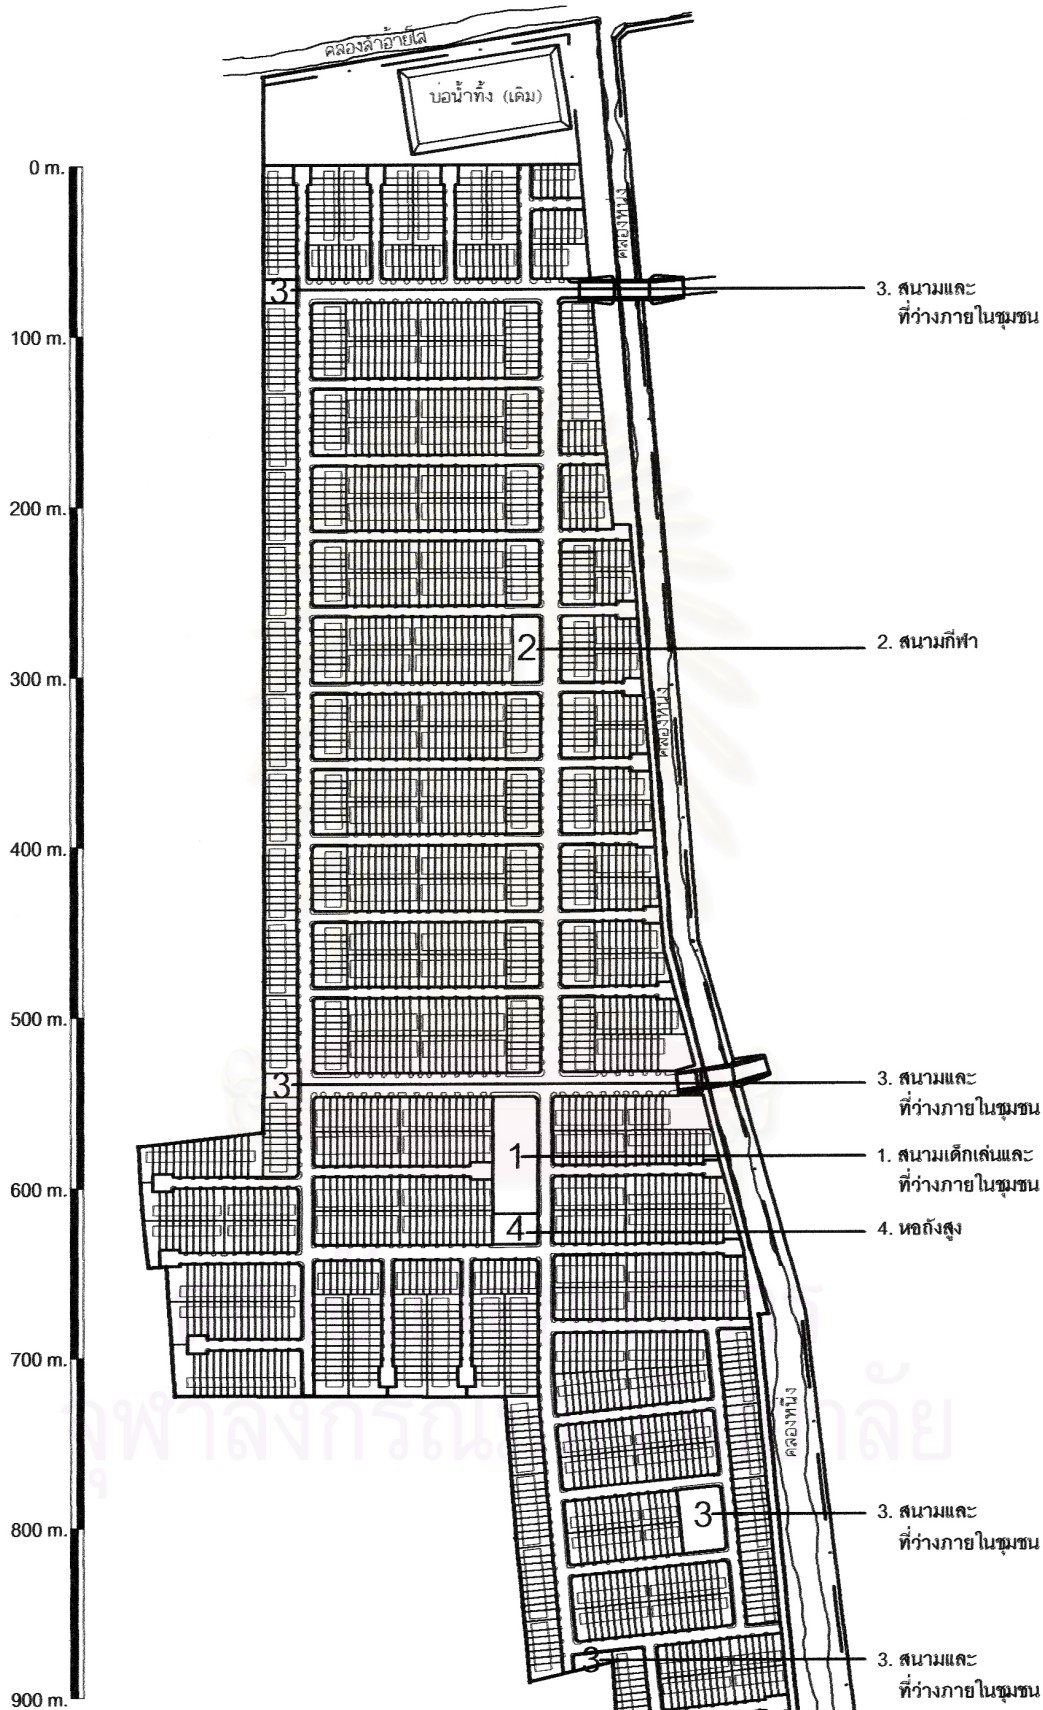 คลองลำอ้ายใส
บ่อน้ำทิ้ง (เดิม)
คลองหนึ่ง
0 m.
3
3. สนามและ
ที่ว่างภายในชุมชน
100 m.
200 m.
2
2. สนามกีฬา
300 m.
คลองหนึ่ง
400 m.
500 m.
3
3. สนามและ
ที่ว่างภายในชุมชน
1
1. สนามเด็กเล่นและ
ที่ว่างภายในชุมชน
600 m.
4
4. หอถังสูง
700 m.
คลองหนึ่ง
800 m.
3
3. สนามและ
ที่ว่างภายในชุมชน
3
3. สนามและ
ที่ว่างภายในชุมชน
900 m.